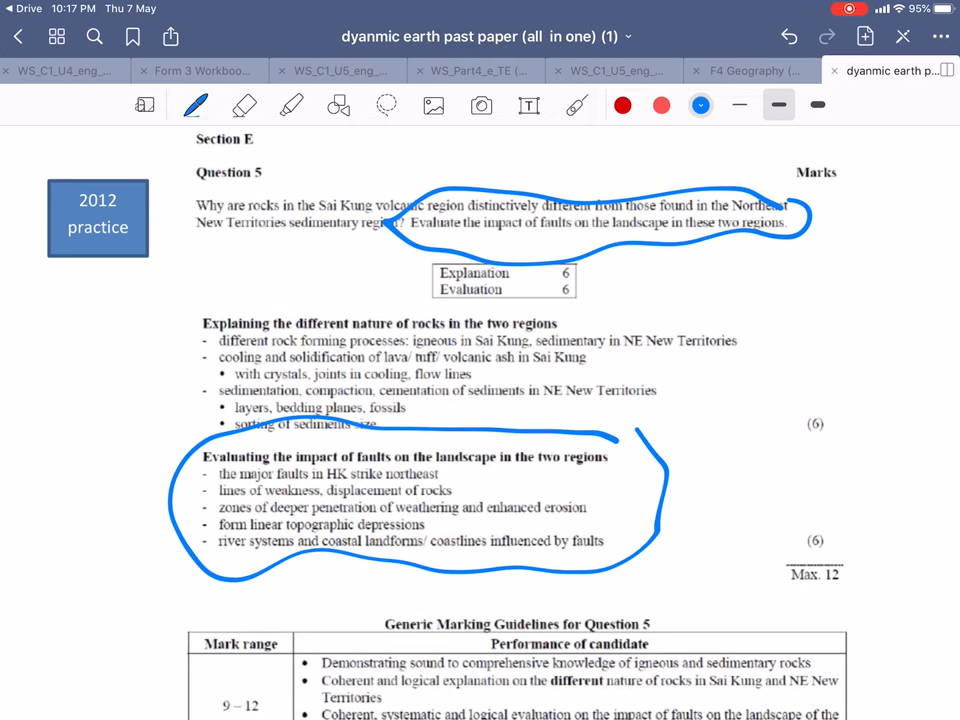 Drive 10:17 PM Thu 7 May 95%
dyanmic earth past paper (all in one) (1)
WS_C1_U4_eng_... Form 3 Workboo... WS_C1_U5_eng_... WS_Part4_e_TE (... WS_C1_U5_eng_... F4 Geography (... dyanmic earth p...
T
Section E
2012
practice
Question 5 Marks
Why are rocks in the Sai Kung volcanic region distinctively different from those found in the Northeast
New Territories sedimentary region? Evaluate the impact of faults on the landscape in these two regions.
Explanation 6
Evaluation 6
Explaining the different nature of rocks in the two regions
- different rock forming processes: igneous in Sai Kung, sedimentary in NE New Territories
- cooling and solidification of lava/ tuff/ volcanic ash in Sai Kung
• with crystals, joints in cooling, flow lines
- sedimentation, compaction, cementation of sediments in NE New Territories
• layers, bedding planes, fossils
• sorting of sediments size (6)
Evaluating the impact of faults on the landscape in the two regions
- the major faults in HK strike northeast
- lines of weakness, displacement of rocks
- zones of deeper penetration of weathering and enhanced erosion
- form linear topographic depressions
- river systems and coastal landforms/ coastlines influenced by faults (6)
Max. 12
Generic Marking Guidelines for Question 5
Mark range Performance of candidate
• Demonstrating sound to comprehensive knowledge of igneous and sedimentary rocks
• Coherent and logical explanation on the different nature of rocks in Sai Kung and NE New
Territories
9 – 12
• Coherent, systematic and logical evaluation on the impact of faults on the landscape of the